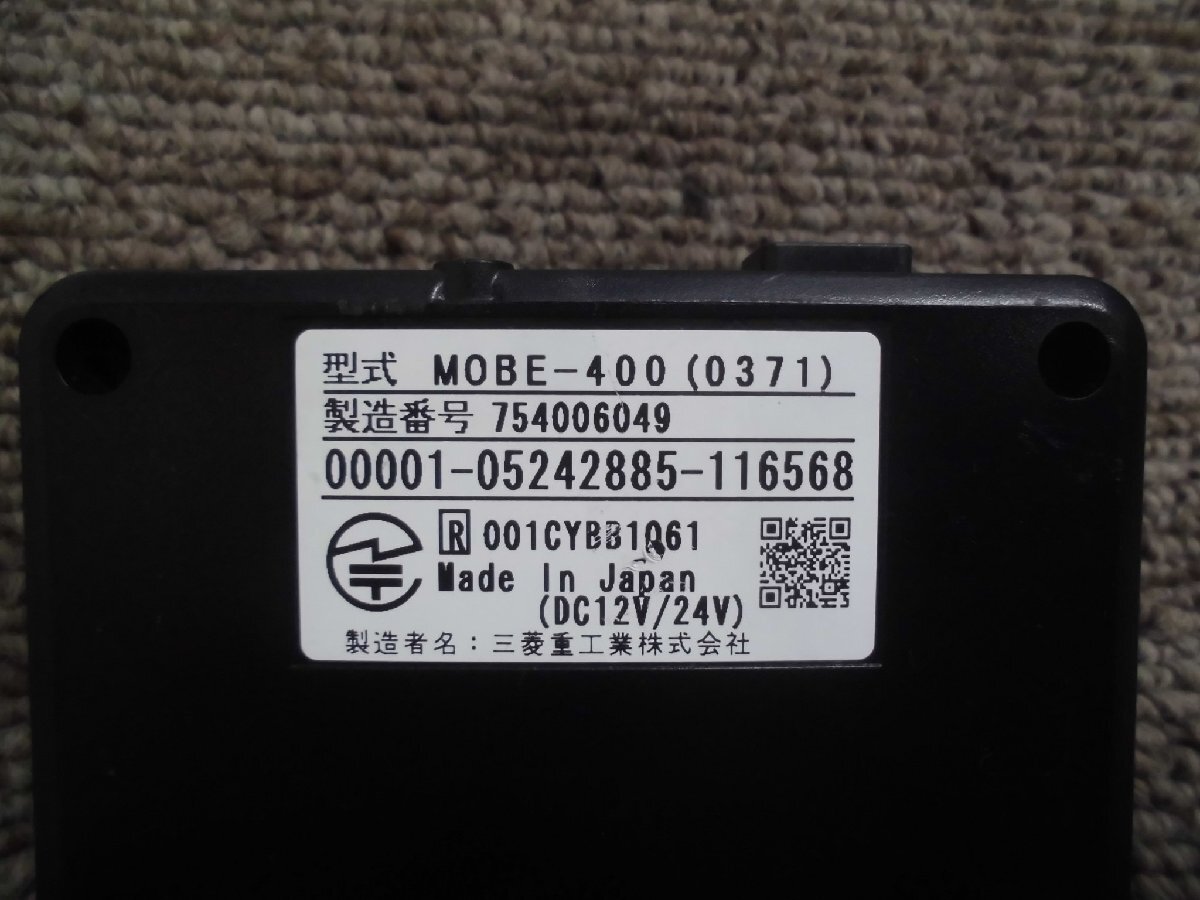 型式 MOBE-400 (0371)
製造番号 754006049
00001-05242885-116568
R 001CYBB1061
Made In Japan
(DC12V/24V)
製造者名：三菱重工業株式会社